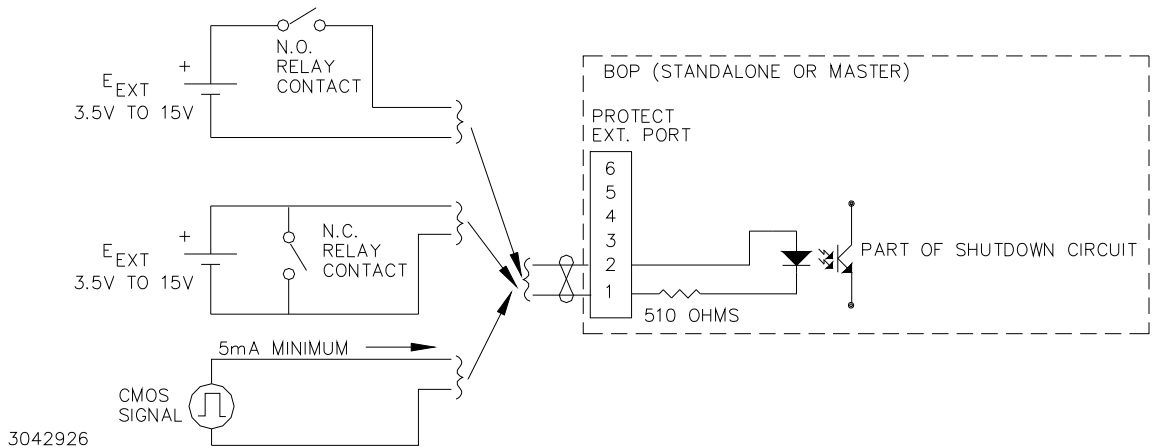 N.O.
RELAY
CONTACT
+
E EXT
3.5V TO 15V
BOP (STANDALONE OR MASTER)
PROTECT
EXT. PORT
6
5
4
3
2
1
510 OHMS
PART OF SHUTDOWN CIRCUIT
+
E EXT
3.5V TO 15V
N.C.
RELAY
CONTACT
5mA MINIMUM
CMOS
SIGNAL
3042926